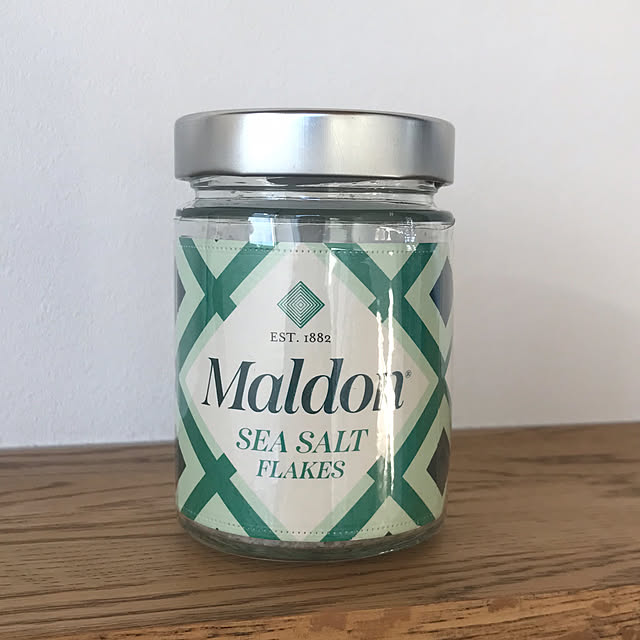 EST. 1882
Maldon®
SEA SALT
FLAKES